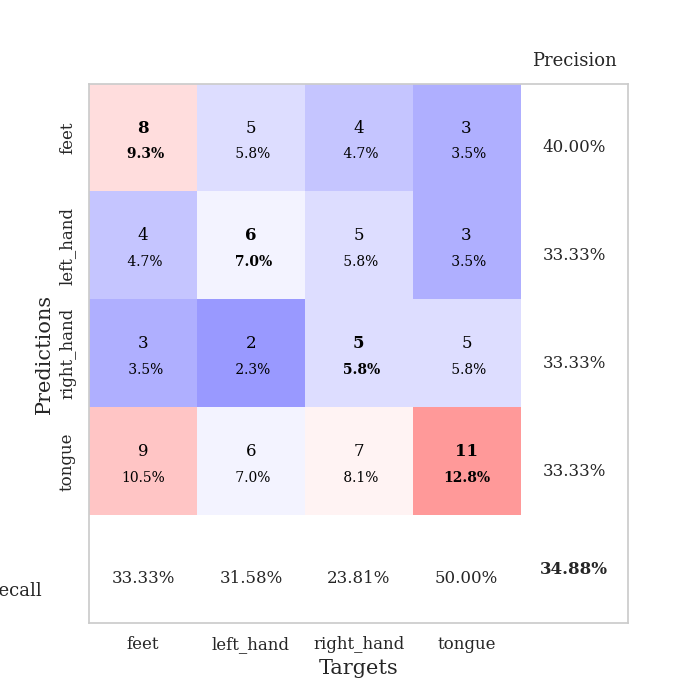 Precision
feet 8 5 4 3 40.00%
9.3% 5.8% 4.7% 3.5%
left_hand 4 6 5 3 33.33%
4.7% 7.0% 5.8% 3.5%
right_hand 3 2 5 5 33.33%
3.5% 2.3% 5.8% 5.8%
tongue 9 6 7 11 33.33%
10.5% 7.0% 8.1% 12.8%
Predictions
ecall 33.33% 31.58% 23.81% 50.00% 34.88%
feet left_hand right_hand tongue
Targets